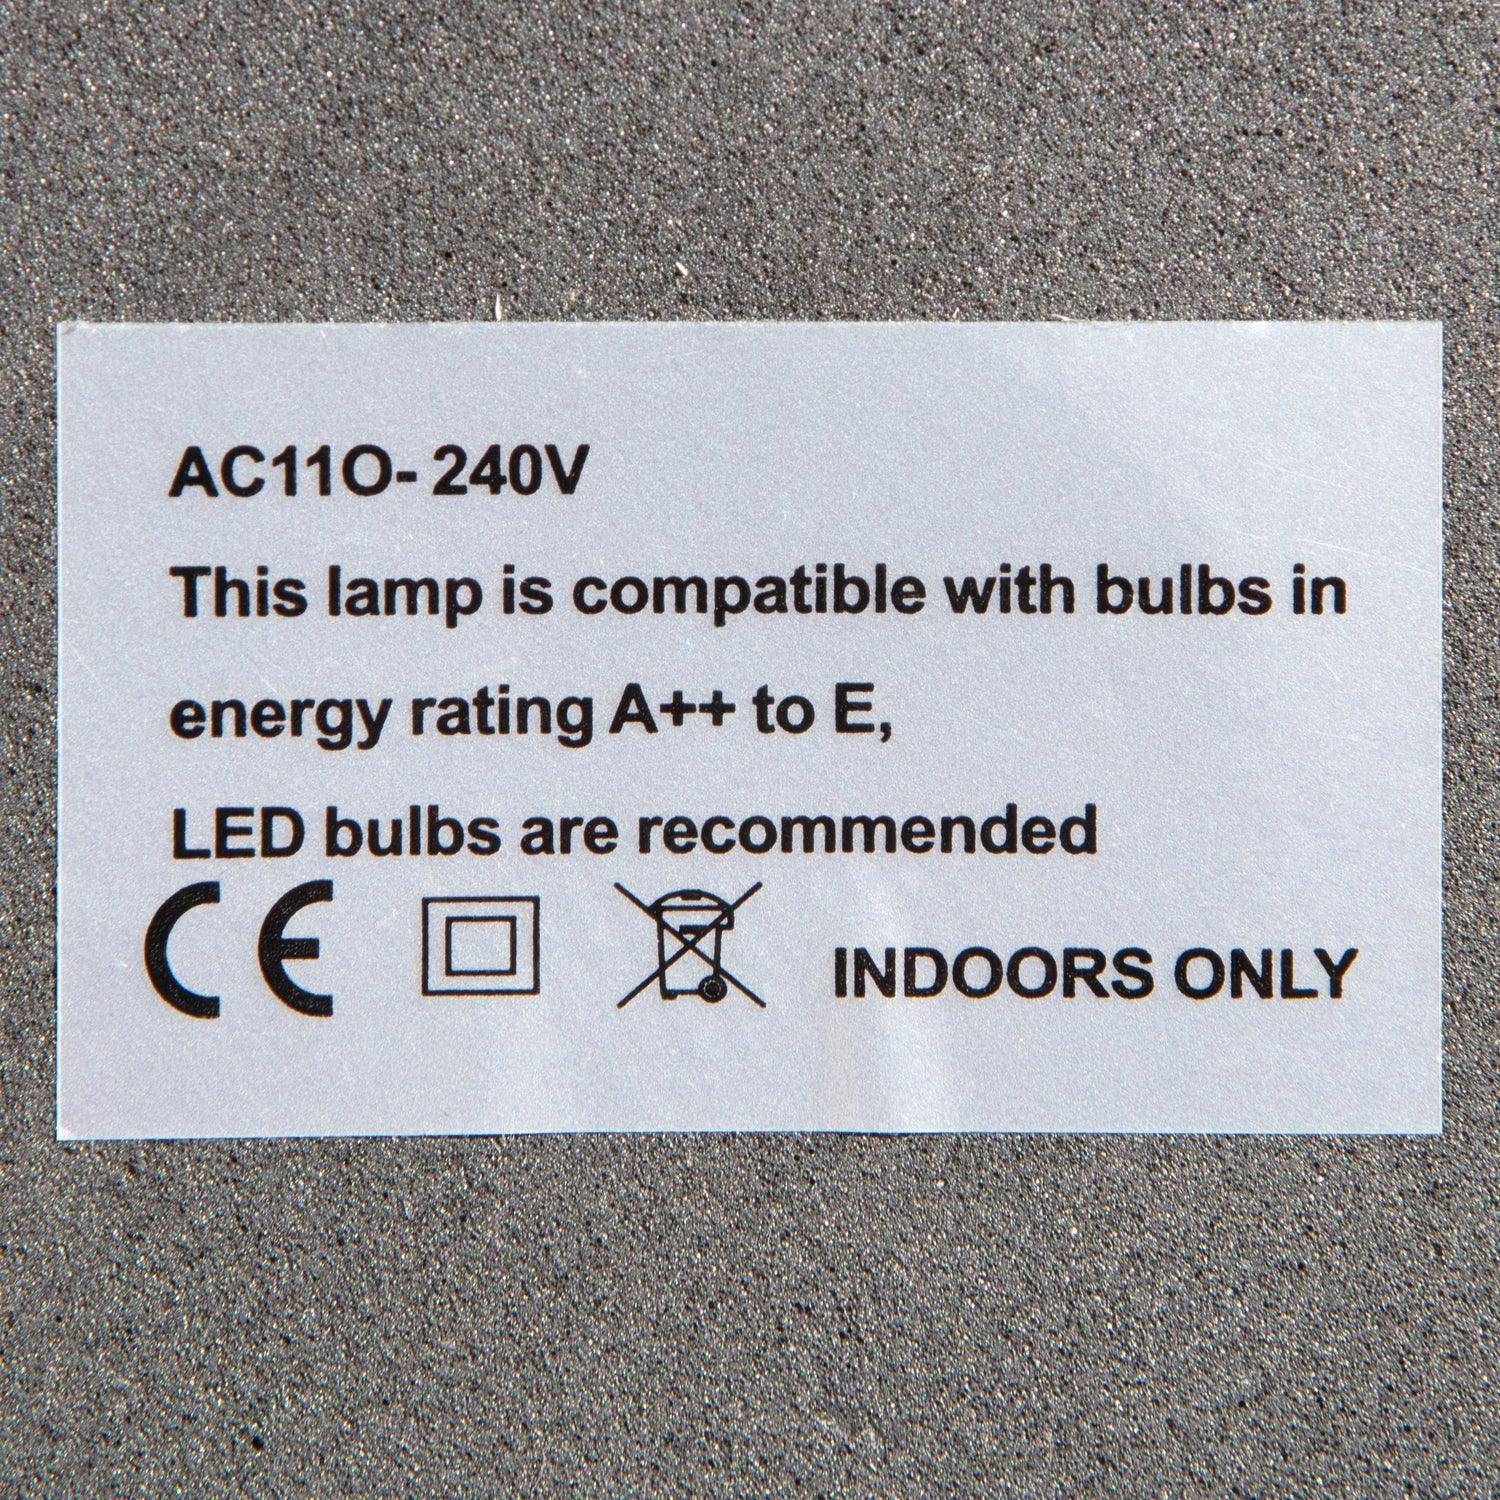 AC11O- 240V
This lamp is compatible with bulbs in
energy rating A++ to E,
LED bulbs are recommended
CE INDOORS ONLY